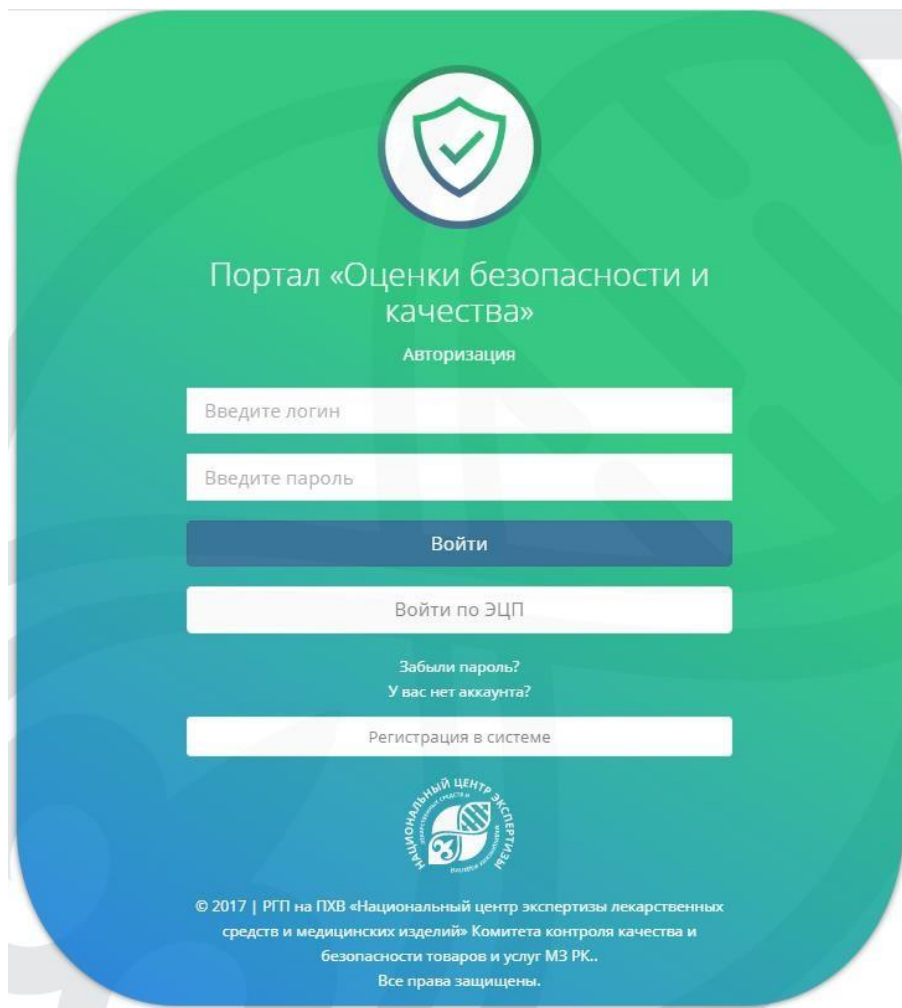 Портал «Оценки безопасности и
качества»
Авторизация
Введите логин
Введите пароль
Войти
Войти по ЭЦП
Забыли пароль?
У вас нет аккаунта?
Регистрация в системе
НАЦИОНАЛЬНЫЙ ЦЕНТР ЭКСПЕРТИЗЫ
© 2017 | РГП на ПХВ «Национальный центр экспертизы лекарственных
средств и медицинских изделий» Комитета контроля качества и
безопасности товаров и услуг МЗ РК..
Все права защищены.